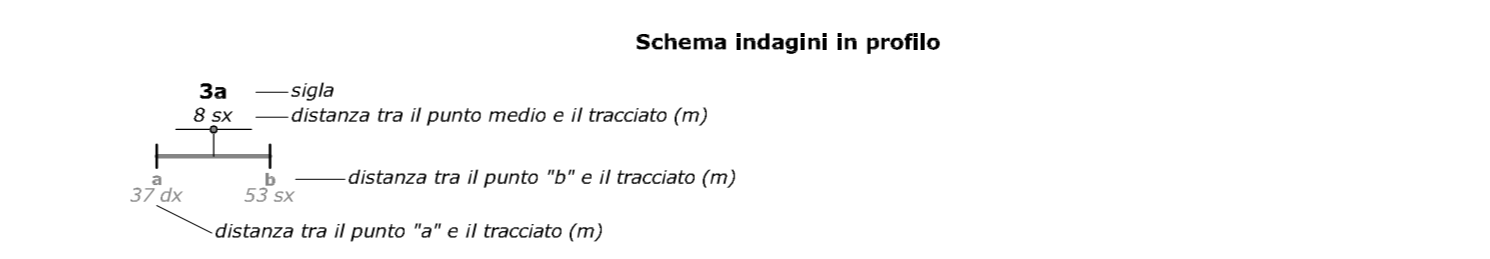 Schema indagini in profilo
3a
sigla
8 sx
distanza tra il punto medio e il tracciato (m)
a
b
distanza tra il punto "b" e il tracciato (m)
37 dx
53 sx
distanza tra il punto "a" e il tracciato (m)